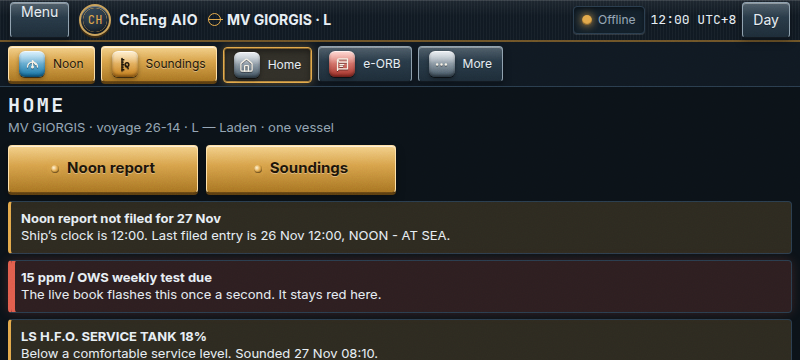 Menu
CH
ChEng AIO
MV GIORGIS · L
Offline
12:00 UTC+8
Day
Noon
Soundings
Home
e-ORB
More
HOME
MV GIORGIS · voyage 26-14 · L — Laden · one vessel
Noon report
Soundings
Noon report not filed for 27 Nov
Ship's clock is 12:00. Last filed entry is 26 Nov 12:00, NOON - AT SEA.
15 ppm / OWS weekly test due
The live book flashes this once a second. It stays red here.
LS H.F.O. SERVICE TANK 18%
Below a comfortable service level. Sounded 27 Nov 08:10.